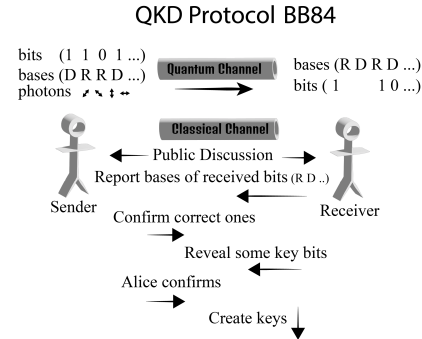 QKD Protocol BB84
bits (1 1 0 1 ...)
bases (D R R D ...)
photons
Quantum Channel
bases (R D R D ...)
bits ( 1 1 0 ...)
Classical Channel
Public Discussion
Report bases of received bits (R D ..)
Sender
Receiver
Confirm correct ones
Reveal some key bits
Alice confirms
Create keys